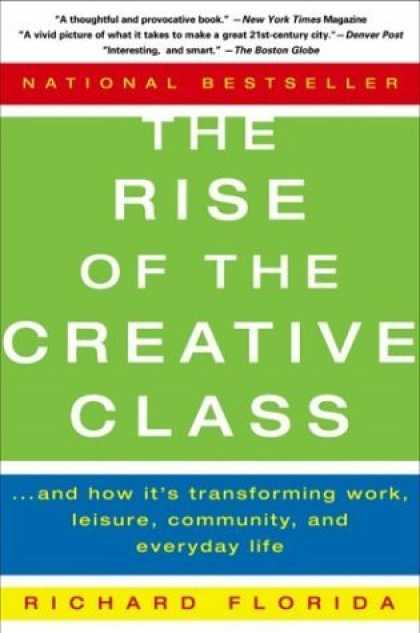 "A thoughtful and provocative book." —New York Times Magazine
"A vivid picture of what it takes to make a great 21st-century city."—Denver Post
"Interesting, and smart." —The Boston Globe
NATIONAL BESTSELLER
THE
RISE
OF THE
CREATIVE
CLASS
...and how it's transforming work,
leisure, community, and
everyday life
RICHARD FLORIDA